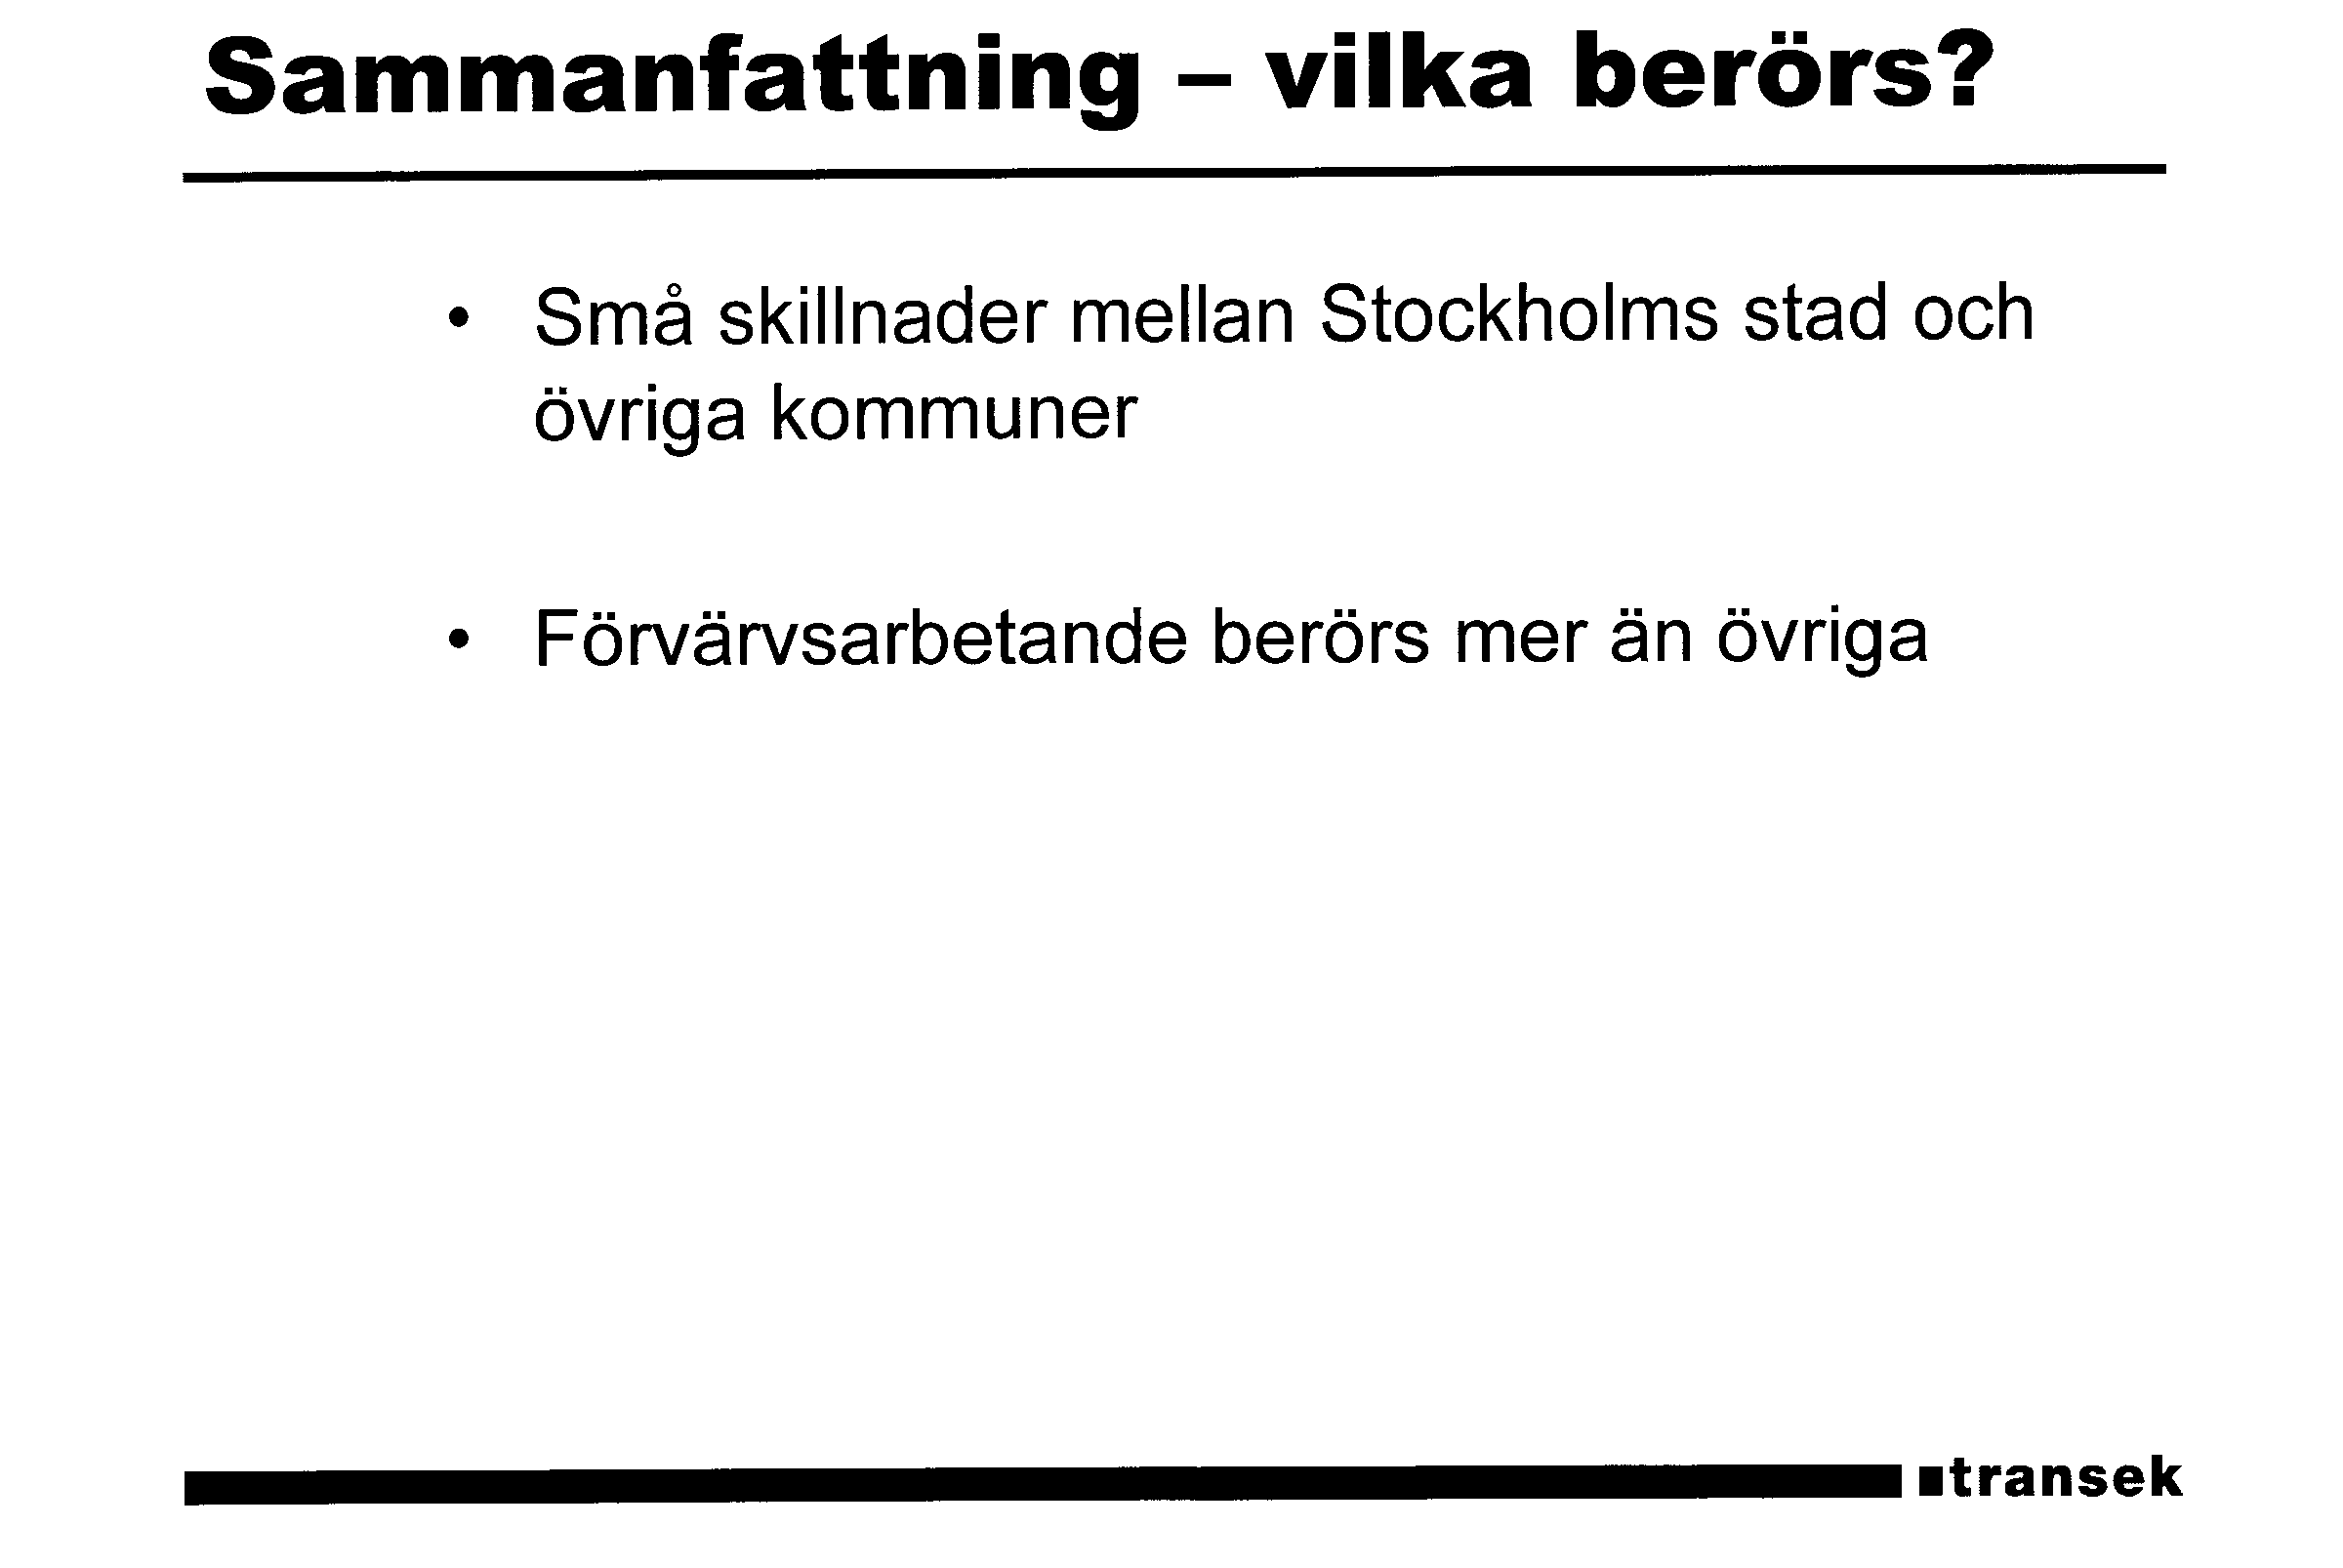 Sammanfattning – vilka berörs?
• Små skillnader mellan Stockholms stad och
övriga kommuner
• Förvärvsarbetande berörs mer än övriga
transek